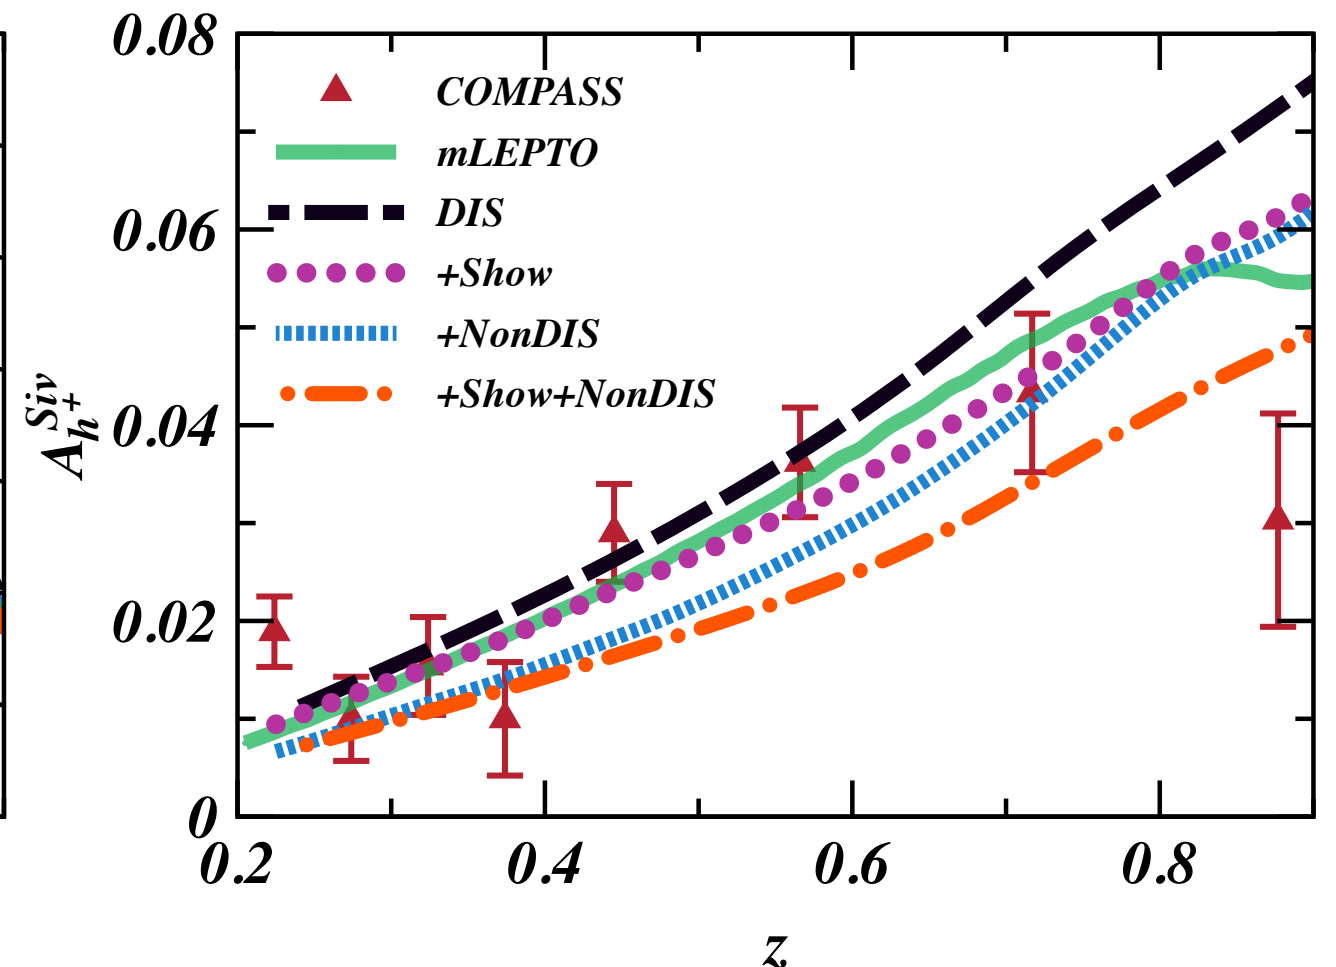 0.08
0.06
0.04
0.02
0
A_{h^+}^{Siv}
COMPASS
mLEPTO
DIS
+Show
+NonDIS
+Show+NonDIS
0.2 0.4 0.6 0.8
z